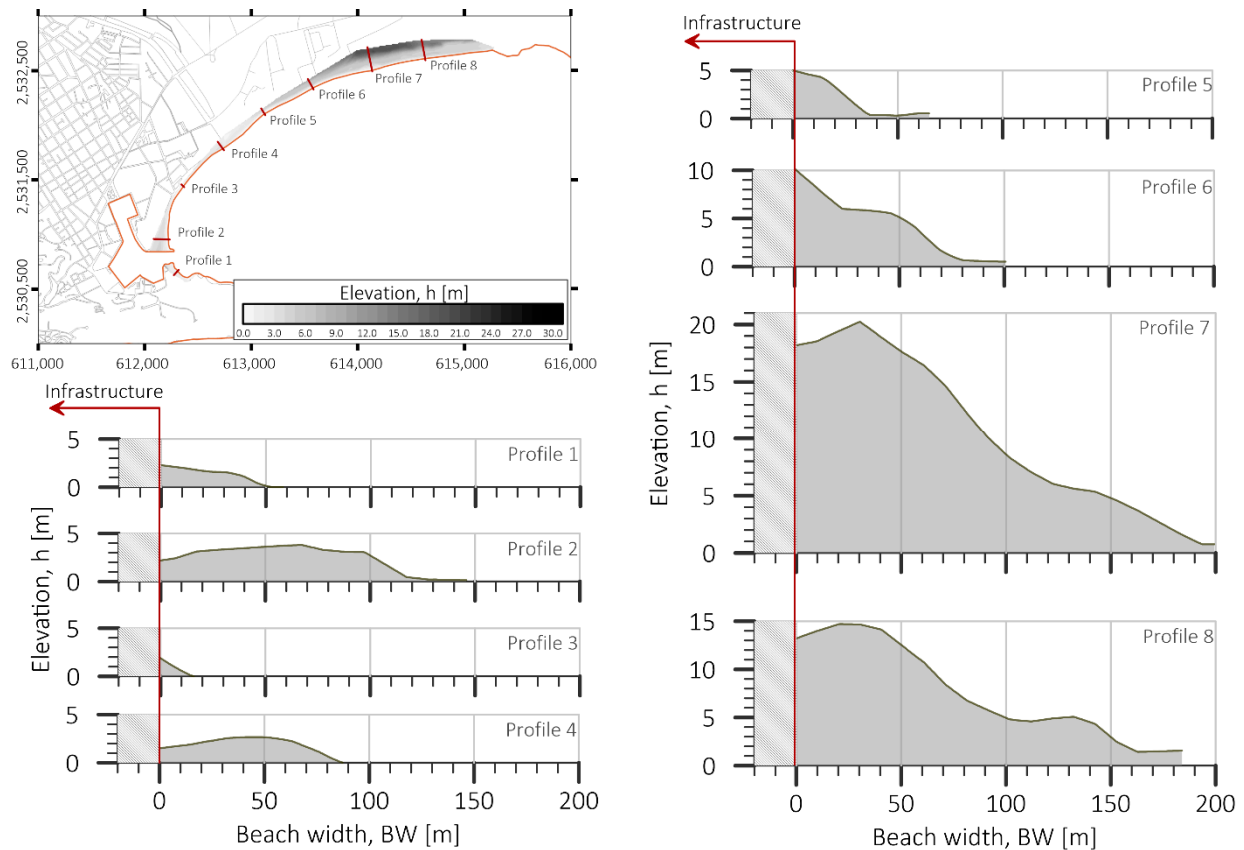 2,532,500
2,531,500
2,530,500
Profile 8
Profile 7
Profile 6
Profile 5
Profile 4
Profile 3
Profile 2
Profile 1
Elevation, h [m]
0.0 3.0 6.0 9.0 12.0 15.0 18.0 21.0 24.0 27.0 30.0
611,000 612,000 613,000 614,000 615,000 616,000
Infrastructure
Elevation, h [m]
5
0
Profile 1
5
0
Profile 2
5
0
Profile 3
5
0
Profile 4
0 50 100 150 200
Beach width, BW [m]
Infrastructure
Elevation, h [m]
5
0
Profile 5
10
5
0
Profile 6
20
15
10
5
0
Profile 7
15
10
5
0
Profile 8
0 50 100 150 200
Beach width, BW [m]